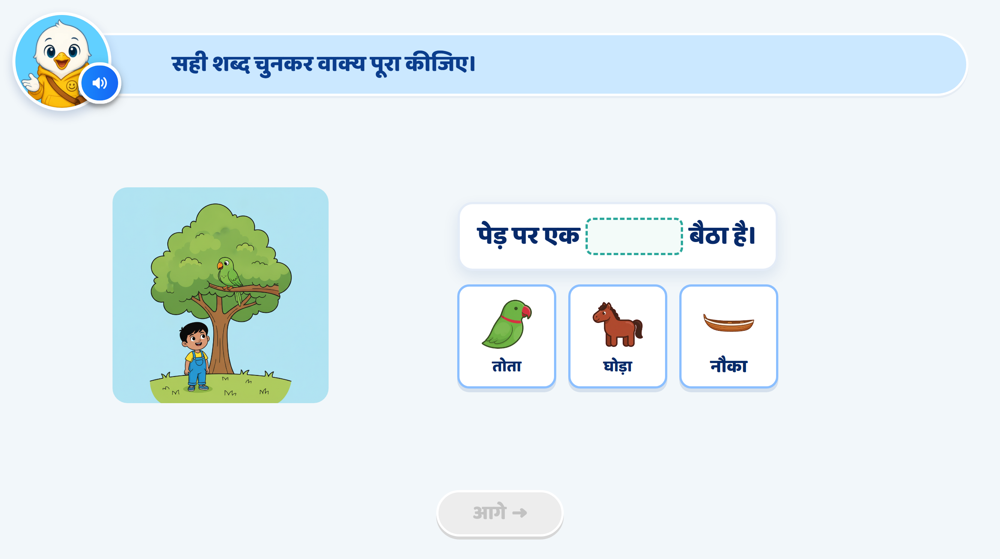 सही शब्द चुनकर वाक्य पूरा कीजिए।
पेड़ पर एक बैठा है।
तोता
घोड़ा
नौका
आगे →